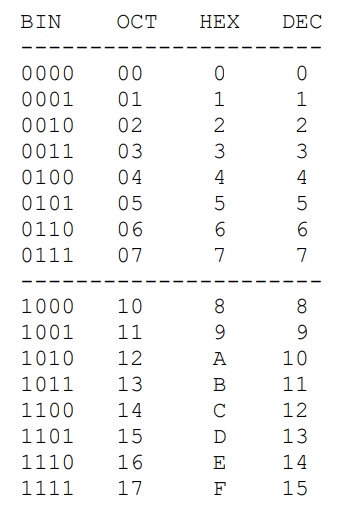 BIN OCT HEX DEC
----------------------
0000 00 0 0
0001 01 1 1
0010 02 2 2
0011 03 3 3
0100 04 4 4
0101 05 5 5
0110 06 6 6
0111 07 7 7
----------------------
1000 10 8 8
1001 11 9 9
1010 12 A 10
1011 13 B 11
1100 14 C 12
1101 15 D 13
1110 16 E 14
1111 17 F 15